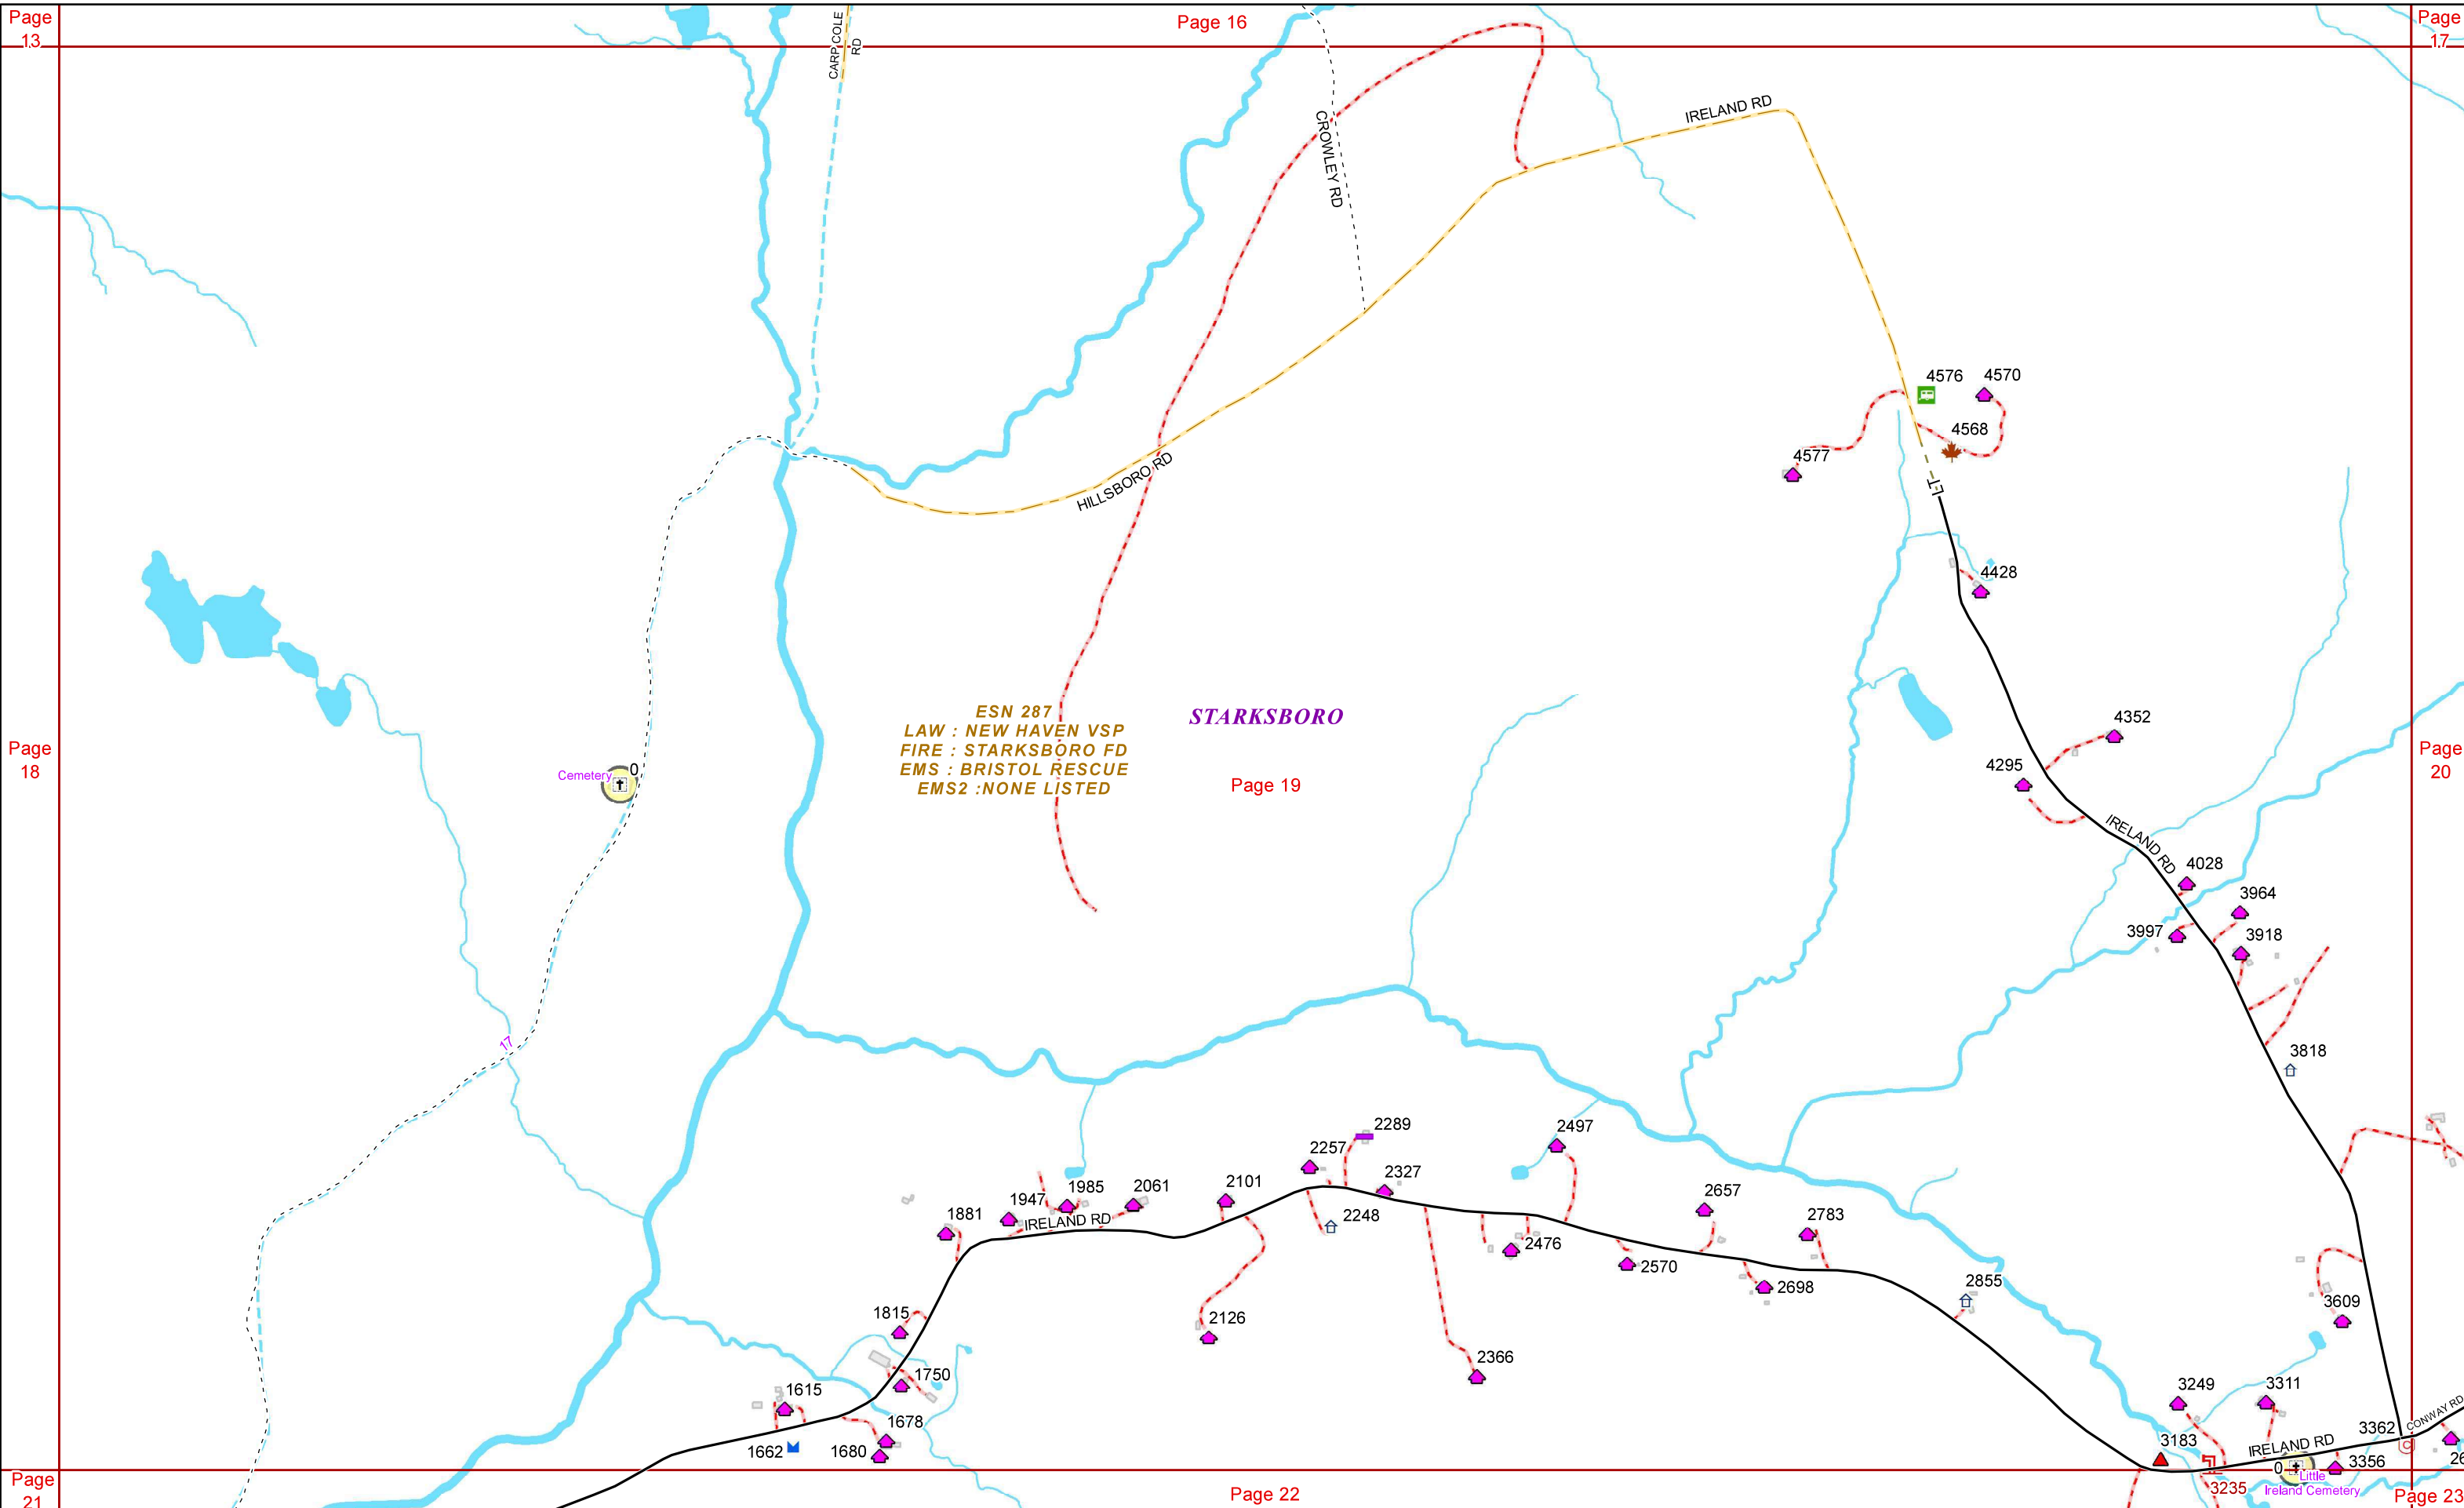 Page
13
CARP COLE
RD
Page 16
Page
17
IRELAND RD
CROWLEY RD
4576
4570
4568
4577
HILLSBORO RD
LT
4428
ESN 287
LAW : NEW HAVEN VSP
FIRE : STARKSBORO FD
EMS : BRISTOL RESCUE
EMS2 :NONE LISTED
STARKSBORO
Page 19
Page
18
Page
20
Cemetery
0
4352
4295
IRELAND RD
4028
3964
3997
3918
17
3818
2289
2497
2257
2327
2101
1985
2061
1947
1881
IRELAND RD
2248
2476
2657
2783
2570
2698
2855
3609
1815
2126
2366
1750
1615
1678
1662
1680
3249
3311
3362
CONWAY RD
3183
IRELAND RD
C
0
3356
26
3235
Little
Ireland Cemetery
Page
21
Page 22
Page 23